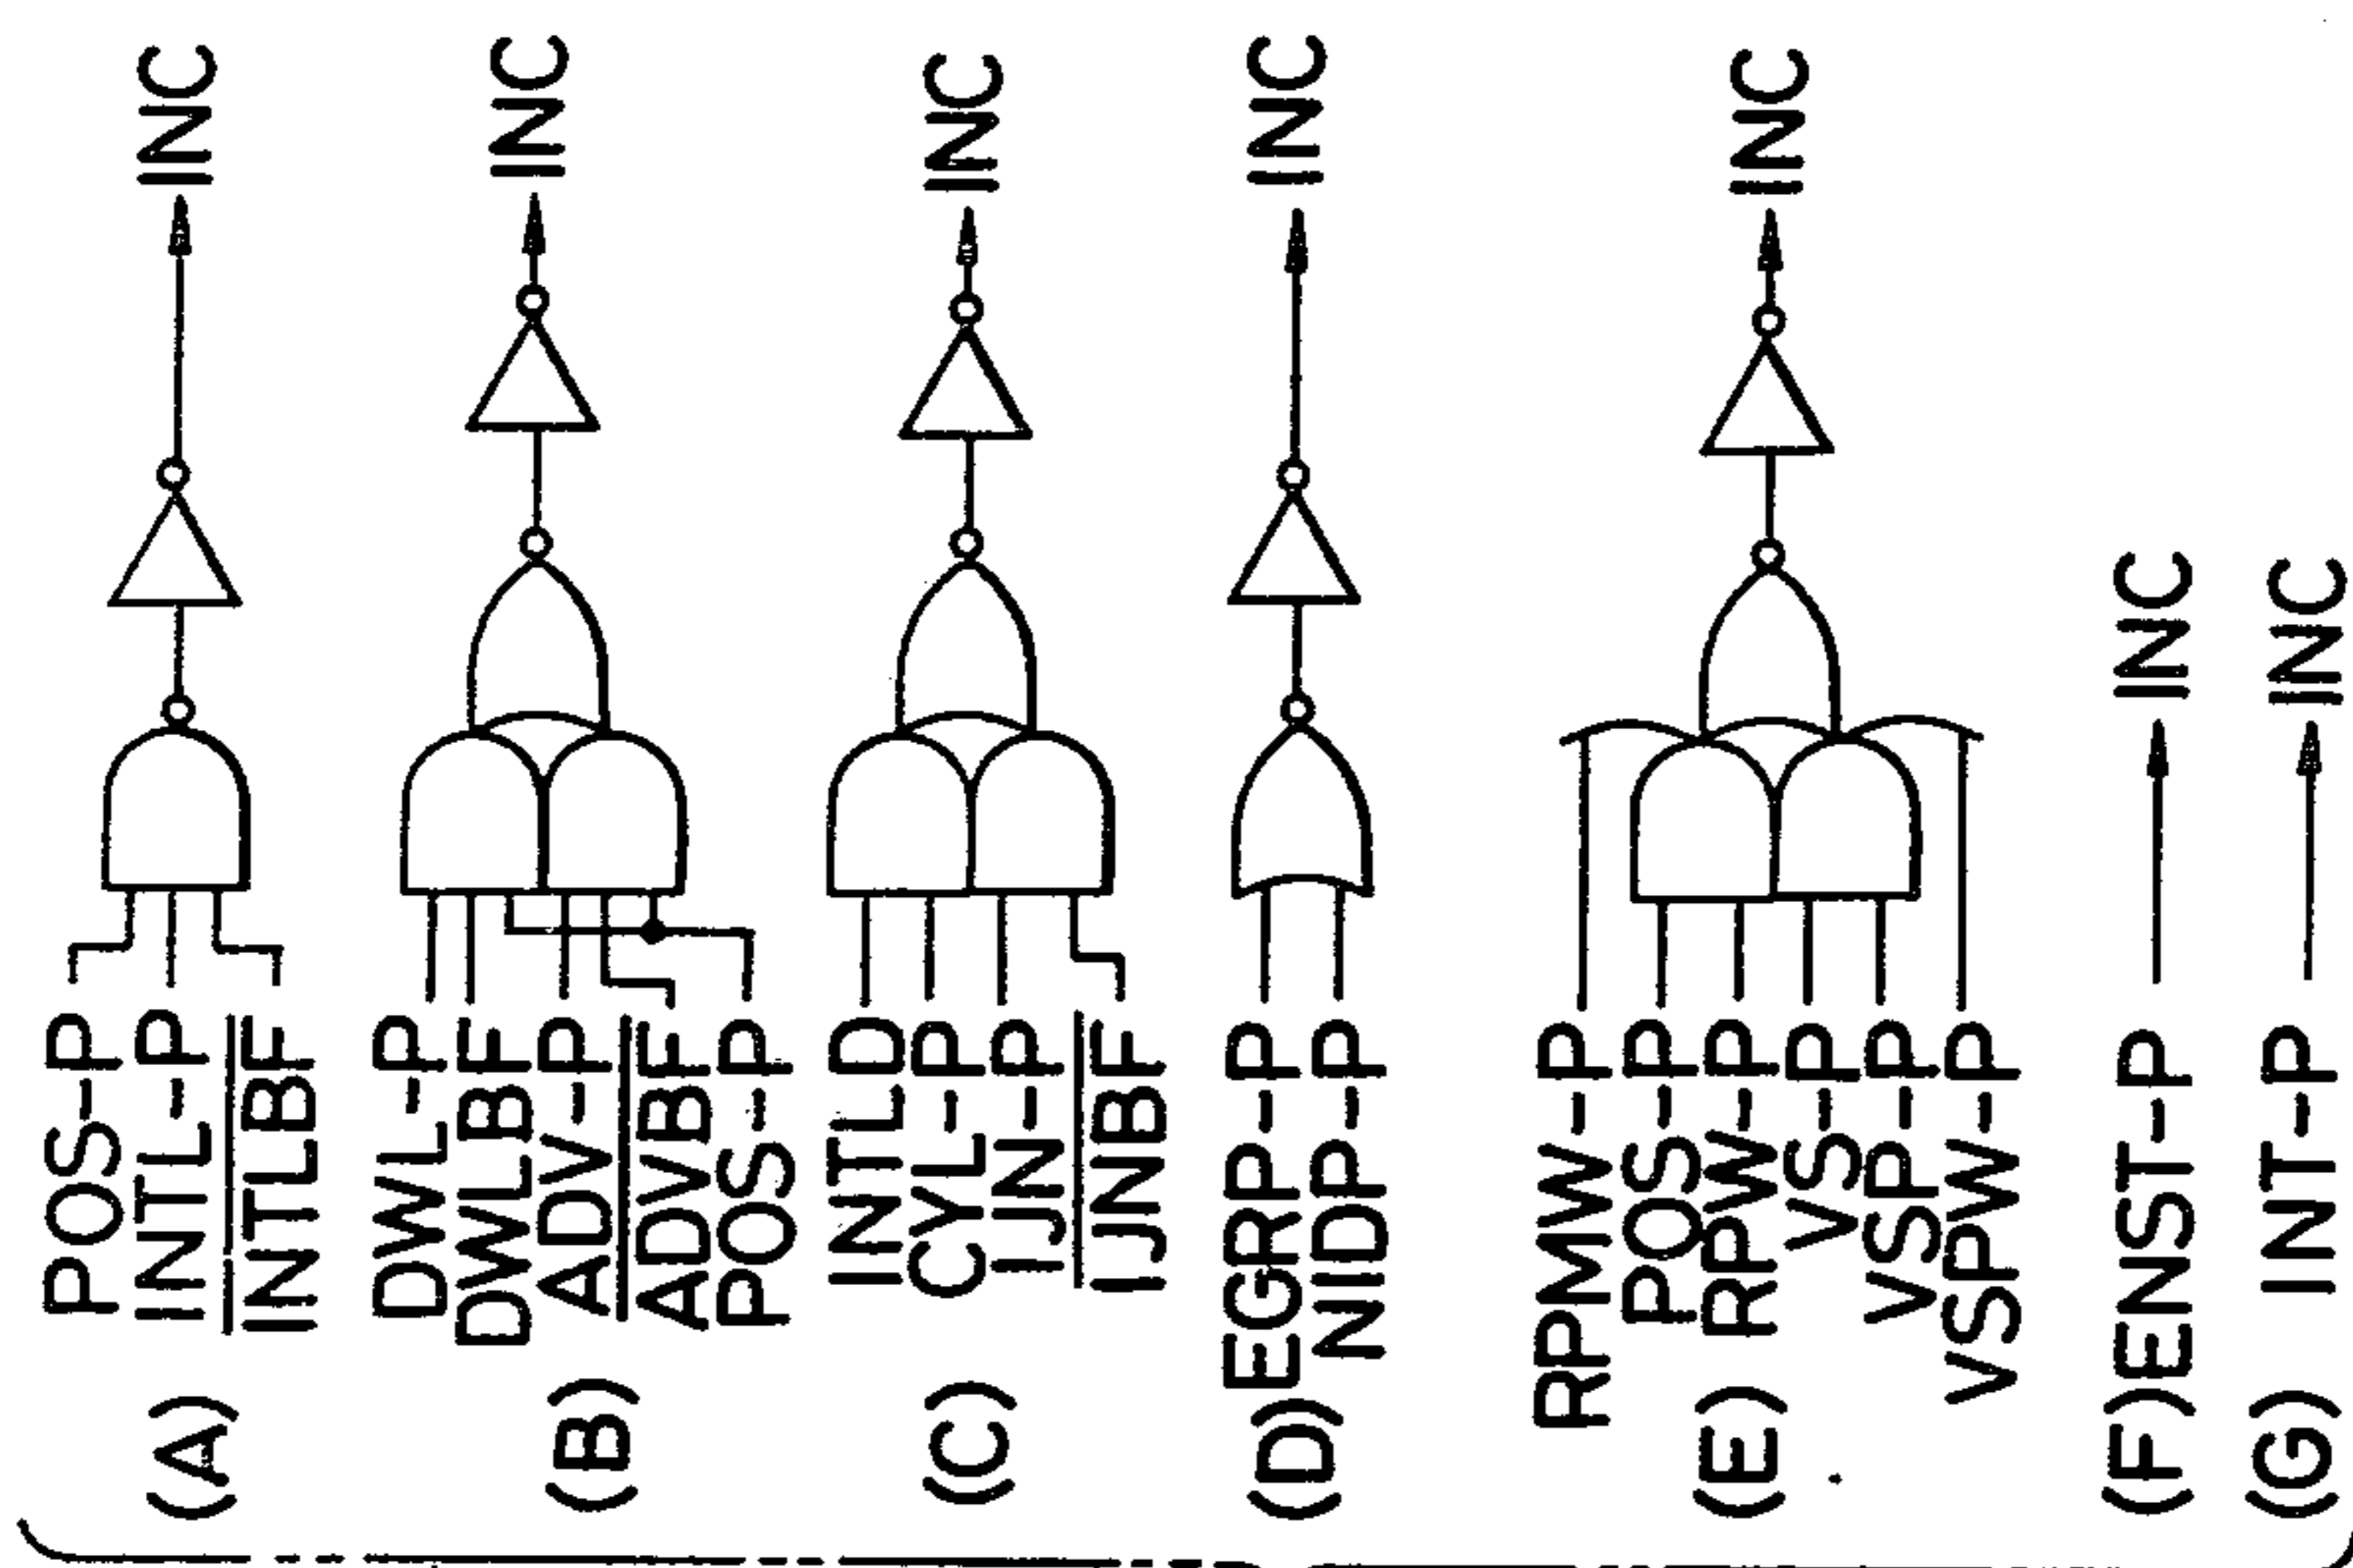 (A)
POS-P
INTL-P
INTLBF
INC
(B)
DWL-P
DWLBF
ADV-P
ADVBF
POS-P
INC
(C)
INTLD
CYL-P
IJN-P
IJNBF
INC
(D)
EGRP-P
NIDP-P
INC
(E)
RPMW-P
POS-P
RPW-P
VS-P
VSP-P
VSPW-P
INC
(F) ENST-P
INC
(G) INT-P
INC